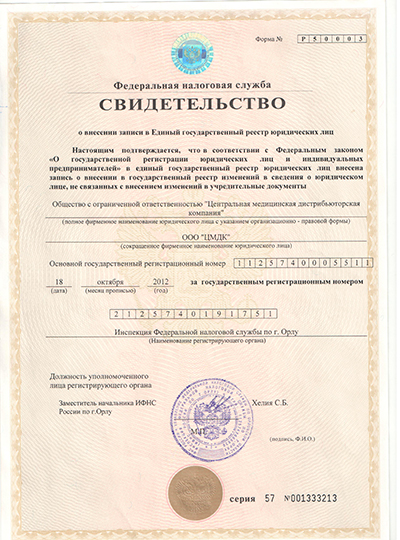 Форма № Р 5 0 0 0 3
Федеральная налоговая служба
СВИДЕТЕЛЬСТВО
о внесении записи в Единый государственный реестр юридических лиц
Настоящим подтверждается, что в соответствии с Федеральным законом
«О государственной регистрации юридических лиц и индивидуальных
предпринимателей» в единый государственный реестр юридических лиц внесена
запись о внесении в государственный реестр изменений в сведения о юридическом
лице, не связанных с внесением изменений в учредительные документы
Общество с ограниченной ответственностью "Центральная медицинская дистрибьюторская
компания"
(полное фирменное наименование юридического лица с указанием организационно - правовой формы)
ООО "ЦМДК"
(сокращенное фирменное наименование юридического лица)
Основной государственный регистрационный номер 1 1 2 5 7 4 0 0 0 5 5 1 1
18 октября 2012 за государственным регистрационным номером
(дата) (месяц прописью) (год)
2 1 2 5 7 4 0 1 9 1 7 5 1
Инспекция Федеральной налоговой службы по г. Орлу
(Наименование регистрирующего органа)
Должность уполномоченного
лица регистрирующего органа
Заместитель начальника ИФНС Хелия С.Б.
России по г.Орлу
(подпись, Ф.И.О.)
серия 57 №001333213